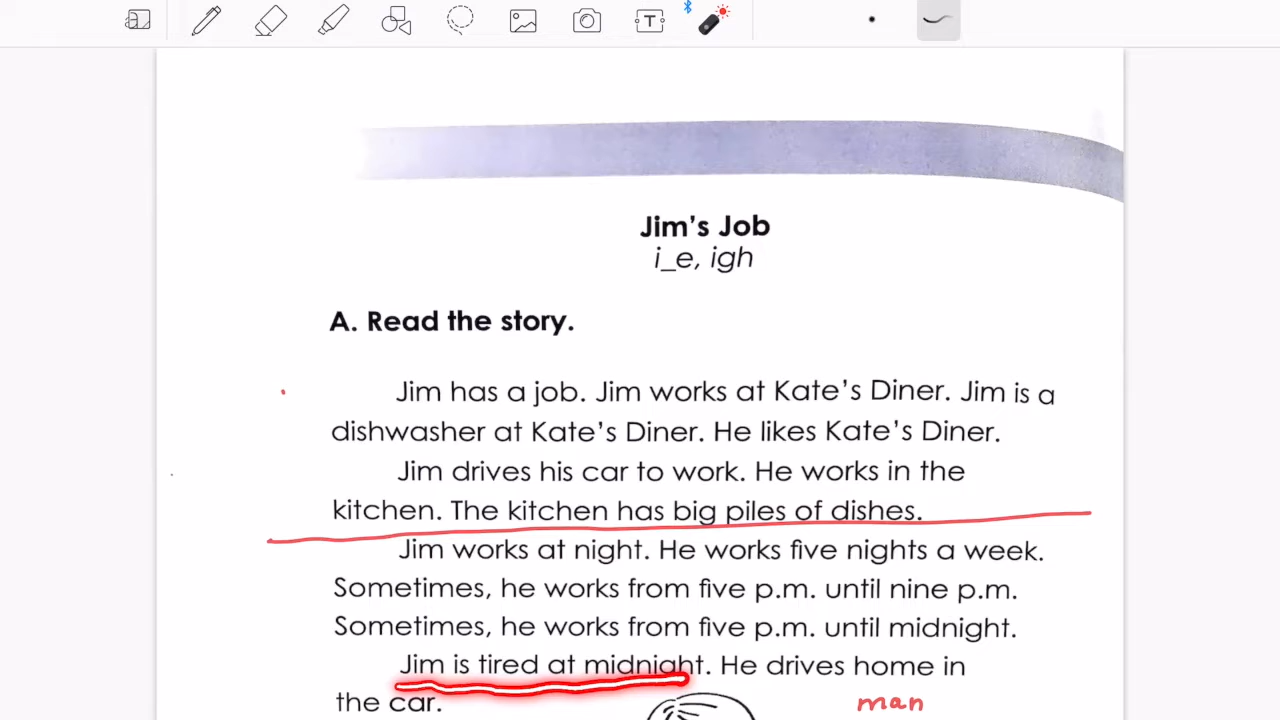 Jim's Job
i_e, igh
A. Read the story.
Jim has a job. Jim works at Kate's Diner. Jim is a
dishwasher at Kate's Diner. He likes Kate's Diner.
Jim drives his car to work. He works in the
kitchen. The kitchen has big piles of dishes.
Jim works at night. He works five nights a week.
Sometimes, he works from five p.m. until nine p.m.
Sometimes, he works from five p.m. until midnight.
Jim is tired at midnight. He drives home in
the car.
man